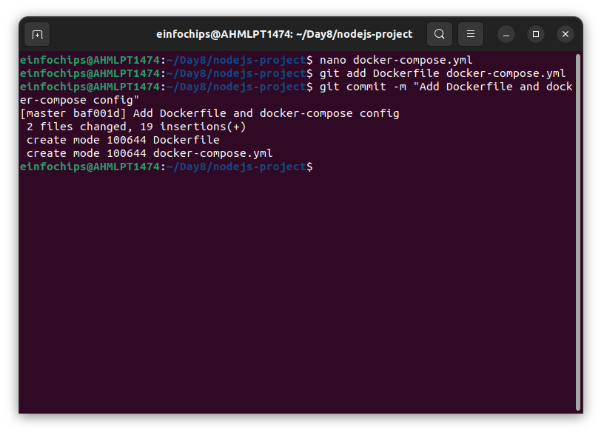 einfochips@AHMLPT1474: ~/Day8/nodejs-project
einfochips@AHMLPT1474:~/Day8/nodejs-project$ nano docker-compose.yml
einfochips@AHMLPT1474:~/Day8/nodejs-project$ git add Dockerfile docker-compose.yml
einfochips@AHMLPT1474:~/Day8/nodejs-project$ git commit -m "Add Dockerfile and dock
er-compose config"
[master baf001d] Add Dockerfile and docker-compose config
 2 files changed, 19 insertions(+)
 create mode 100644 Dockerfile
 create mode 100644 docker-compose.yml
einfochips@AHMLPT1474:~/Day8/nodejs-project$